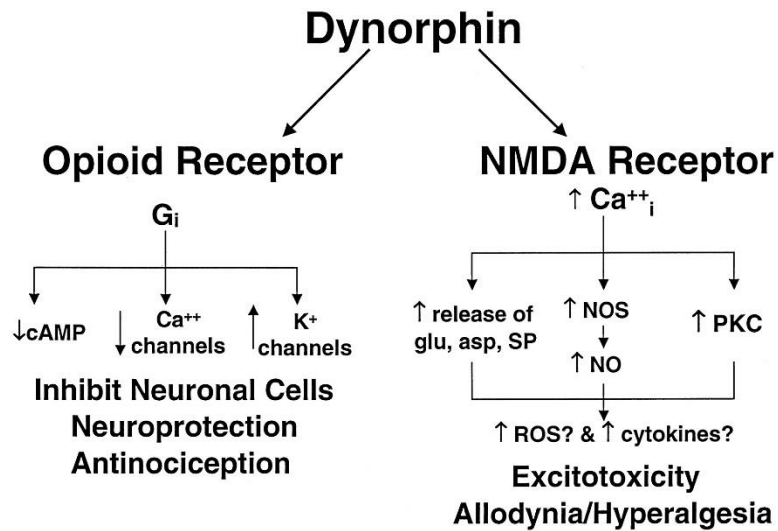 Dynorphin
Opioid Receptor
Gi
↓cAMP
↓ Ca++ channels
↑ K+ channels
Inhibit Neuronal Cells
Neuroprotection
Antinociception
NMDA Receptor
↑ Ca++i
↑ release of
glu, asp, SP
↑ NOS
↑ NO
↑ PKC
↑ ROS? & ↑ cytokines?
Excitotoxicity
Allodynia/Hyperalgesia